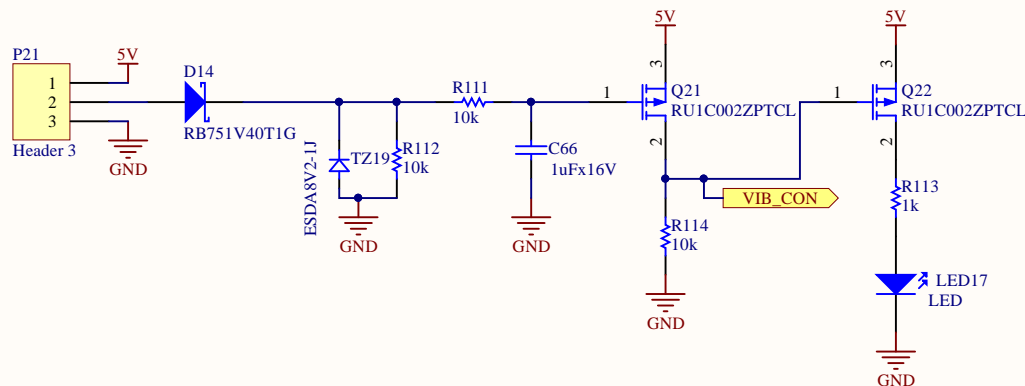 P21
1
2
3
Header 3
5V
GND
D14
RB751V40T1G
ESDA8V2-1J
TZ19
R112
10k
GND
R111
10k
C66
1uFx16V
GND
5V
3
1
Q21
RU1C002ZPTCL
2
VIB_CON
R114
10k
GND
5V
3
1
Q22
RU1C002ZPTCL
2
R113
1k
LED17
LED
GND